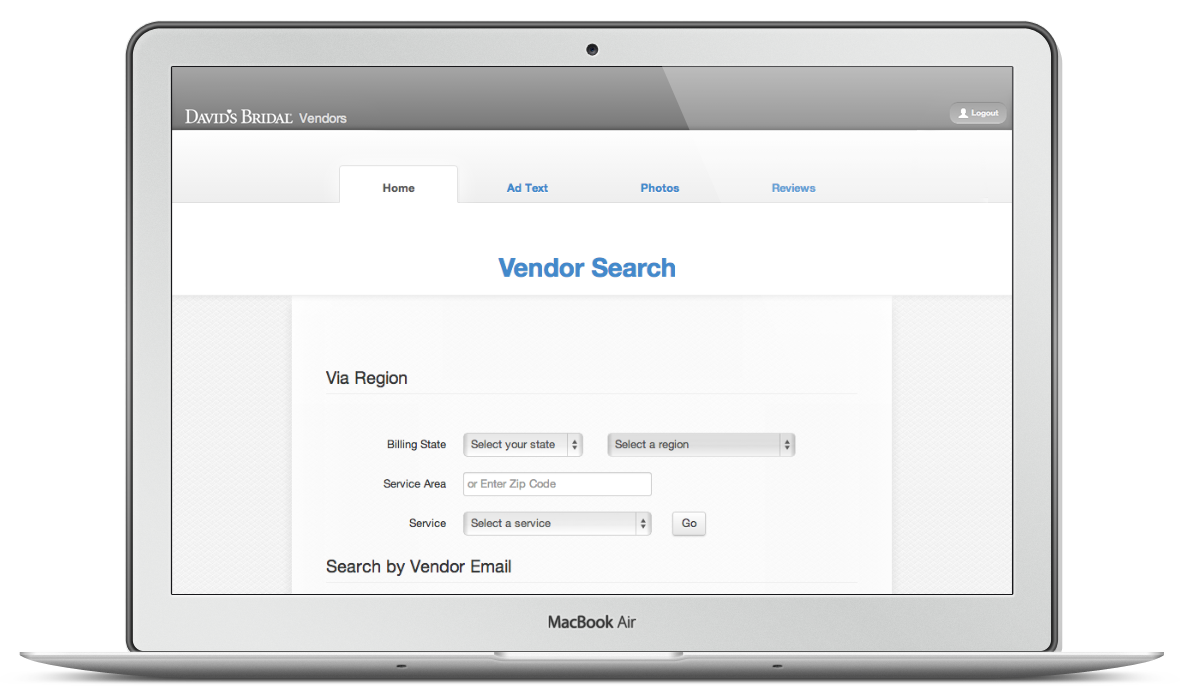 DAVID'S BRIDAL Vendors
Logout
Home Ad Text Photos Reviews
Vendor Search
Via Region
Billing State Select your state Select a region
Service Area or Enter Zip Code
Service Select a service Go
Search by Vendor Email
MacBook Air